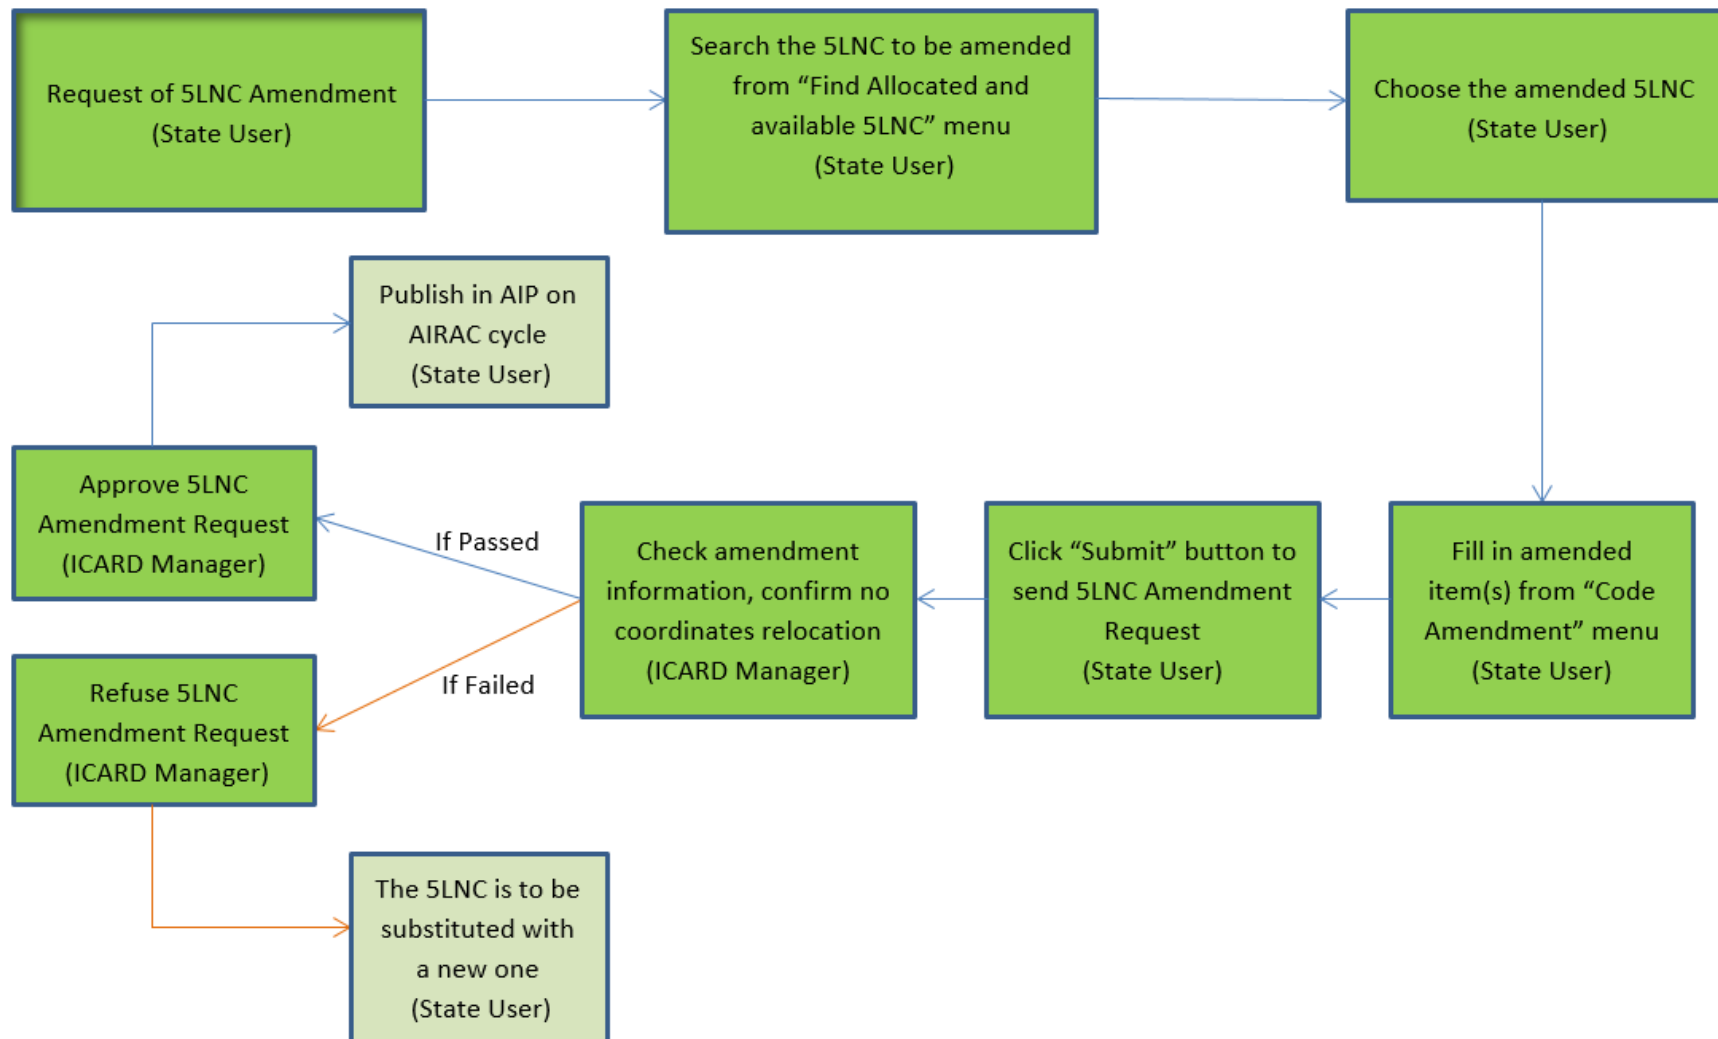 Request of 5LNC Amendment
(State User)
Search the 5LNC to be amended
from “Find Allocated and
available 5LNC” menu
(State User)
Choose the amended 5LNC
(State User)
Publish in AIP on
AIRAC cycle
(State User)
Approve 5LNC
Amendment Request
(ICARD Manager)
If Passed
Check amendment
information, confirm no
coordinates relocation
(ICARD Manager)
Click “Submit” button to
send 5LNC Amendment
Request
(State User)
Fill in amended
item(s) from “Code
Amendment” menu
(State User)
If Failed
Refuse 5LNC
Amendment Request
(ICARD Manager)
The 5LNC is to be
substituted with
a new one
(State User)